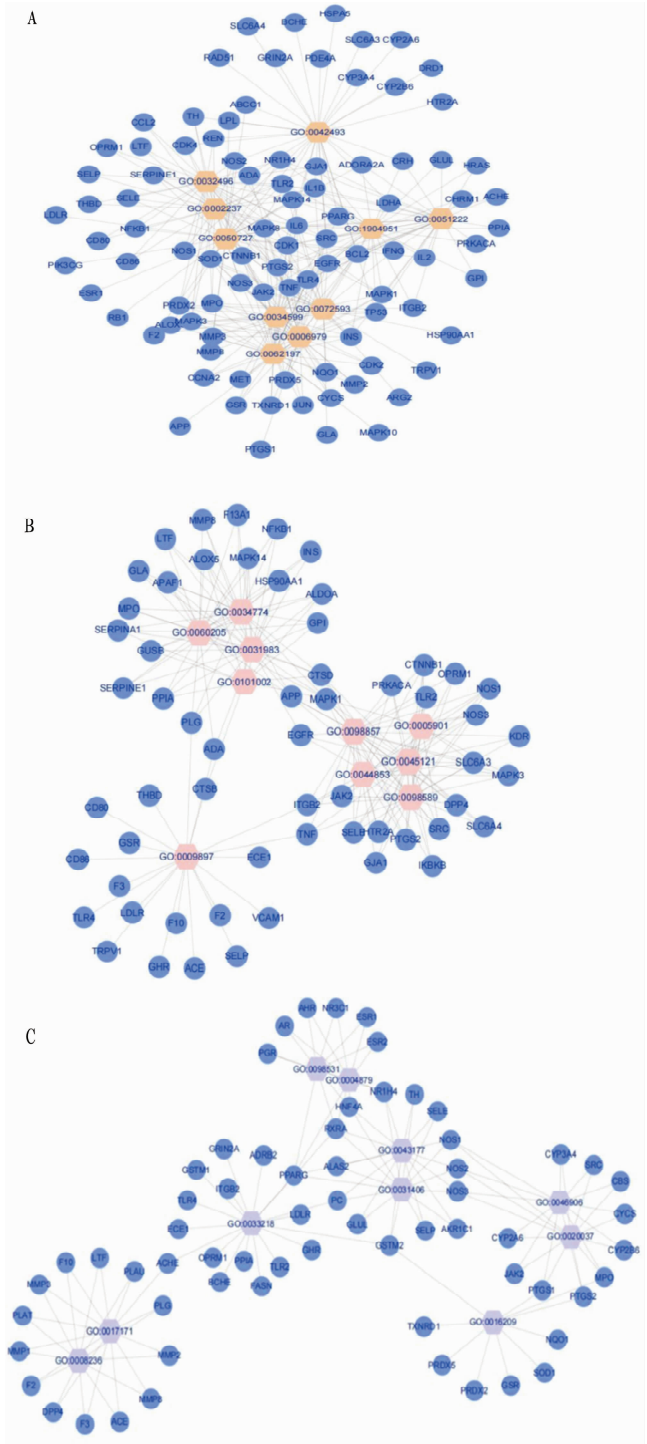 A
HSPA5
BCHE
SLC6A4
SLC6A3
CYP2A6
RAD51
GRIN2A
PDE4A
DRD1
CYP3A4
CYP2B6
HTR2A
ABCC1
TH
LPL
GO:0042493
CCL2
OPRM1
LTF
CDK4
REN
NOS2
NR1H4
GJA1
ADORA2A
CRH
GLUL
HRAS
SELP
SERPINE1
GO:0032496
ADA
TLR2
IL1B
MAPK14
LDHA
CHRM1
ACHE
THBD
SELE
GO:0002237
LDLR
PPARG
GO:1904951
GO:0051222
PPIA
NFKB1
MAPK8
IL6
SRC
CD80
GO:0050727
CDK1
PRKACA
NOS1
SOD1
CTNNB1
BCL2
IFNG
IL2
PIK3CG
CD86
PTGS2
EGFR
GPI
ESR1
NOS3
JAK2
TNF
TLR4
MAPK1
PRDX2
MPO
GO:0072593
TP53
ITGB2
RB1
ALOX5
MAPK3
GO:0034599
F2
MMP3
GO:0006979
INS
HSP90AA1
MMP8
GO:0062197
CDK2
CCNA2
MET
PRDX5
NQO1
MMP2
TRPV1
GSR
TXNRD1
JUN
CYCS
ARG2
APP
GLA
MAPK10
PTGS1
B
MMP8
F13A1
NFKB1
LTF
ALOX5
MAPK14
INS
GLA
APAF1
HSP90AA1
ALDOA
MPO
GO:0034774
SERPINA1
GO:0060205
GPI
GUSB
GO:0031983
CTNNB1
OPRM1
SERPINE1
GO:0101002
CTSD
PRKACA
TLR2
NOS1
PPIA
APP
MAPK1
NOS3
PLG
EGFR
GO:0098857
GO:0005901
KDR
ADA
GO:0045121
SLC6A3
GO:0044853
MAPK3
CTSB
GO:0098589
THBD
ITGB2
JAK2
DPP4
CD80
TNF
SELE
HTR2A
SRC
SLC6A4
GSR
PTGS2
CD86
GO:0009897
ECE1
GJA1
IKBKB
F3
TLR4
LDLR
F10
F2
VCAM1
TRPV1
GHR
ACE
SELP
C
AHR
NR3C1
ESR1
AR
ESR2
PGR
GO:0098531
GO:0004879
NR1H4
TH
HNF4A
SELE
RXRA
GRIN2A
ADRB2
GO:0043177
NOS1
CYP3A4
SRC
GSTM1
ALAS2
NOS2
CBS
TLR4
ITGB2
PPARG
GO:0031406
NOS3
GO:0046906
CYCS
ECE1
GO:0033218
LDLR
PC
GLUL
SELP
AKR1C1
CYP2A6
GO:0020037
CYP2B6
F10
LTF
PLAU
ACHE
OPRM1
PPIA
TLR2
GHR
GSTM2
JAK2
MPO
MMP3
BCHE
FASN
PTGS1
PTGS2
PLAT
GO:0017171
PLG
TXNRD1
GO:0016209
MMP1
GO:0008236
MMP2
NQO1
F2
PRDX5
SOD1
DPP4
F3
ACE
MMP8
PRDX2
GSR